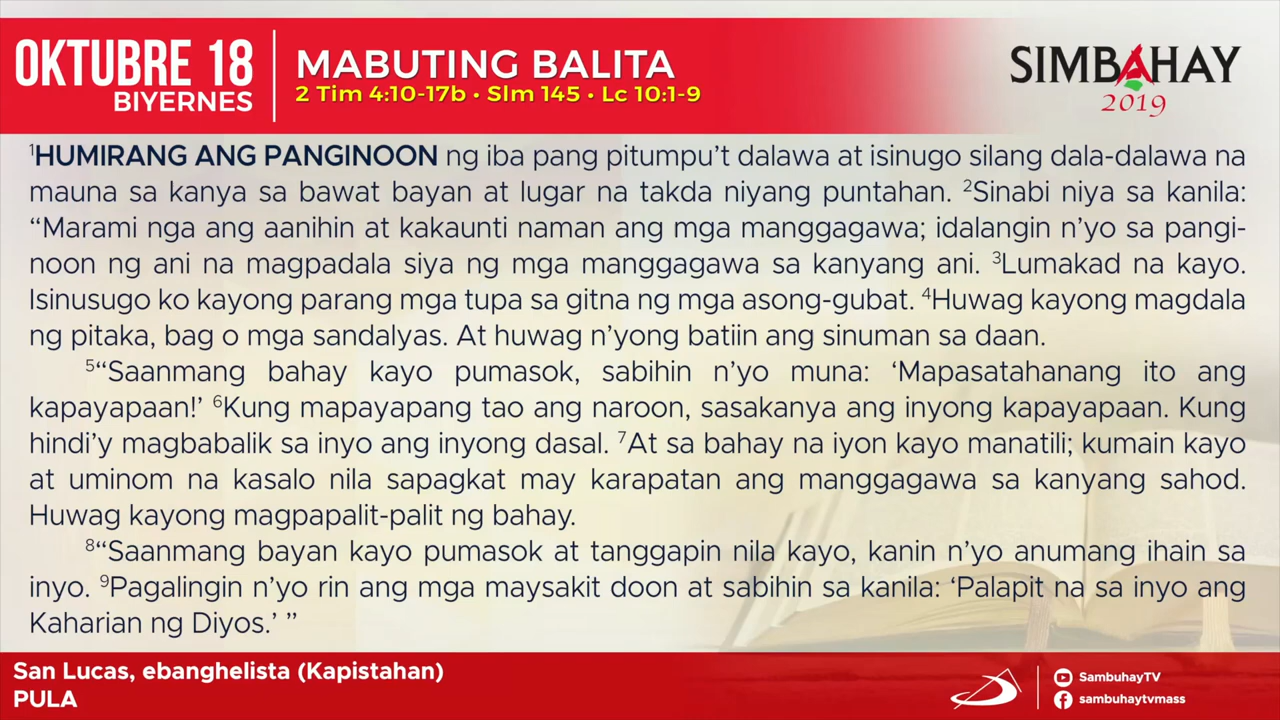 OKTUBRE 18
BIYERNES
MABUTING BALITA
2 Tim 4:10-17b • Slm 145 • Lc 10:1-9
SIMBAHAY
2019
¹HUMIRANG ANG PANGINOON ng iba pang pitumpu’t dalawa at isinugo silang dala-dalawa na
mauna sa kanya sa bawat bayan at lugar na takda niyang puntahan. ²Sinabi niya sa kanila:
“Marami nga ang aanihin at kakaunti naman ang mga manggagawa; idalangin n’yo sa pangi-
noon ng ani na magpadala siya ng mga manggagawa sa kanyang ani. ³Lumakad na kayo.
Isinusugo ko kayong parang mga tupa sa gitna ng mga asong-gubat. ⁴Huwag kayong magdala
ng pitaka, bag o mga sandalyas. At huwag n’yong batiin ang sinuman sa daan.
⁵“Saanmang bahay kayo pumasok, sabihin n’yo muna: ‘Mapasatahanang ito ang
kapayapaan!’ ⁶Kung mapayapang tao ang naroon, sasakanya ang inyong kapayapaan. Kung
hindi’y magbabalik sa inyo ang inyong dasal. ⁷At sa bahay na iyon kayo manatili; kumain kayo
at uminom na kasalo nila sapagkat may karapatan ang manggagawa sa kanyang sahod.
Huwag kayong magpapalit-palit ng bahay.
⁸“Saanmang bayan kayo pumasok at tanggapin nila kayo, kanin n’yo anumang ihain sa
inyo. ⁹Pagalingin n’yo rin ang mga maysakit doon at sabihin sa kanila: ‘Palapit na sa inyo ang
Kaharian ng Diyos.’ ”
San Lucas, ebanghelista (Kapistahan)
PULA
SambuhayTV
sambuhaytvmass